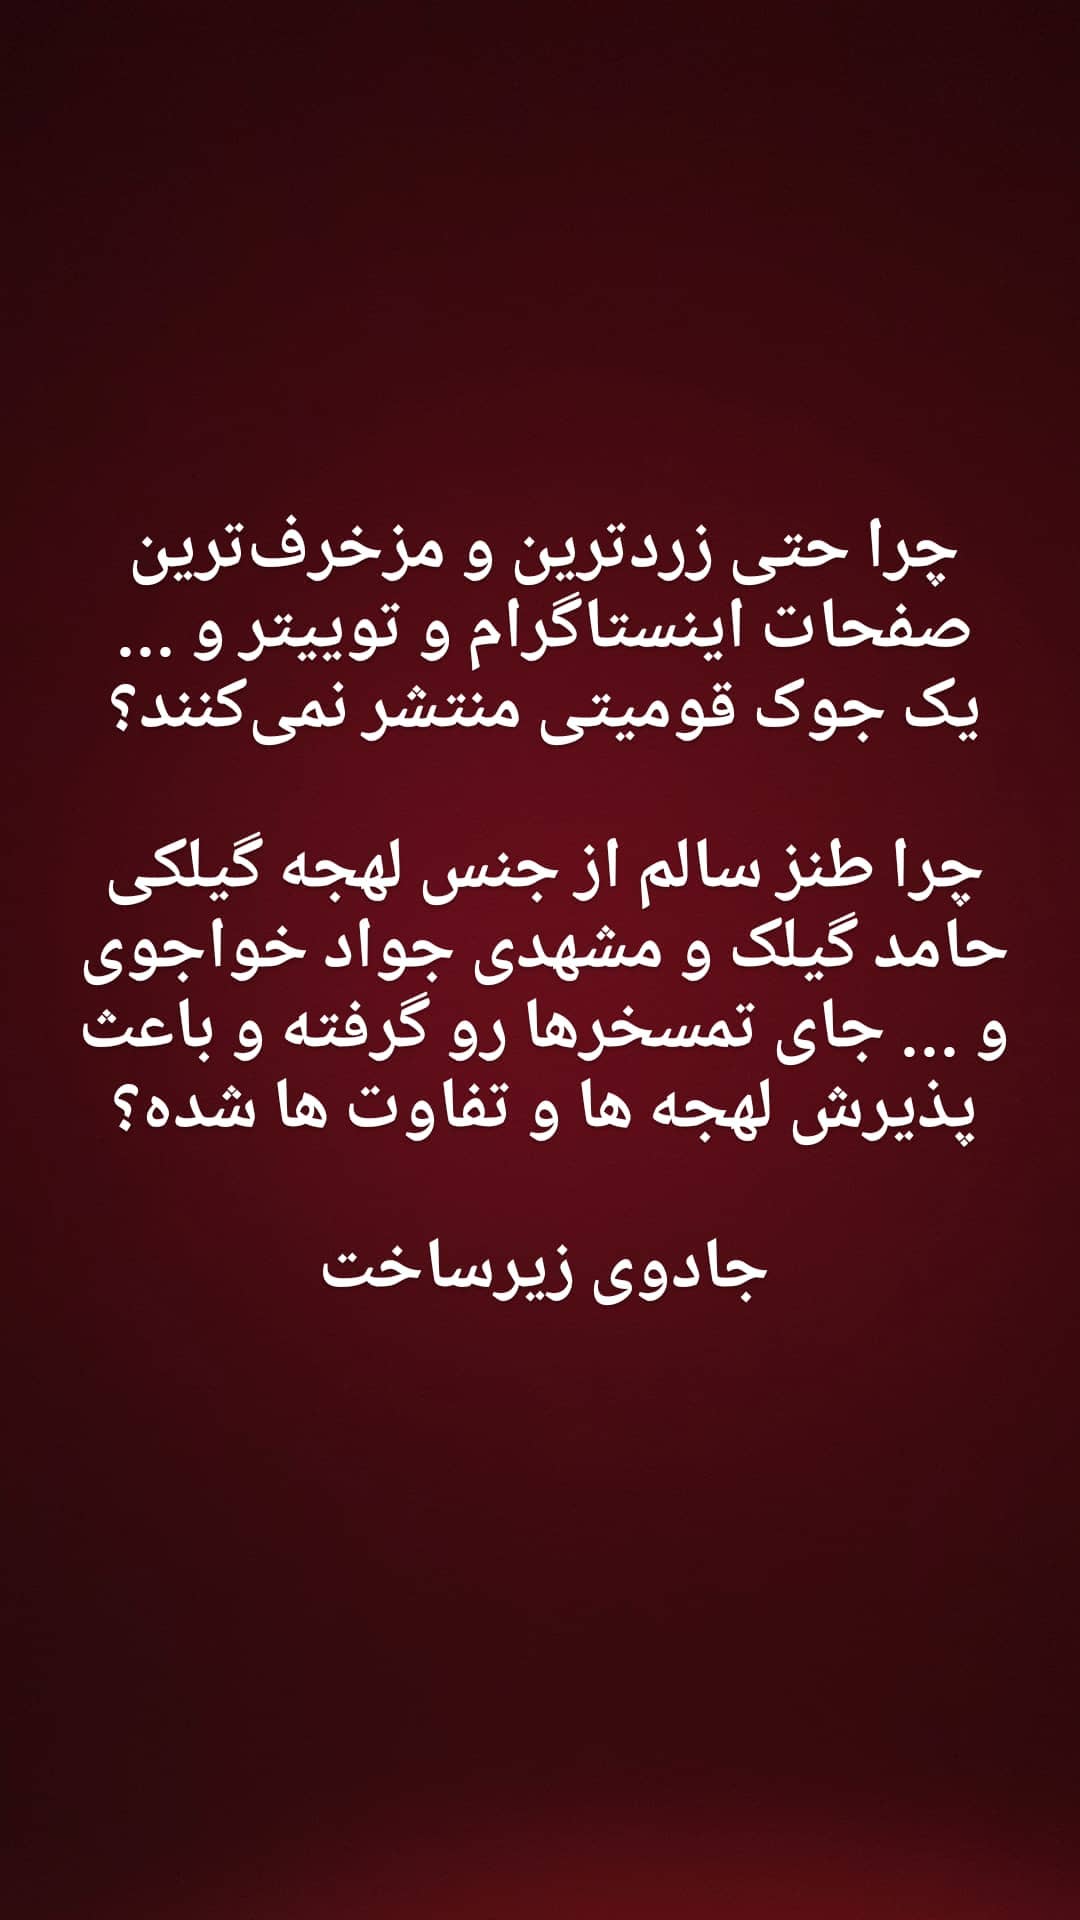 چرا حتی زردترین و مزخرف‌ترین
صفحات اینستاگرام و توییتر و ...
یک جوک قومیتی منتشر نمی‌کنند؟
چرا طنز سالم از جنس لهجه گیلکی
حامد گیلک و مشهدی جواد خواجوی
و ... جای تمسخرها رو گرفته و باعث
پذیرش لهجه ها و تفاوت ها شده؟
جادوی زیرساخت